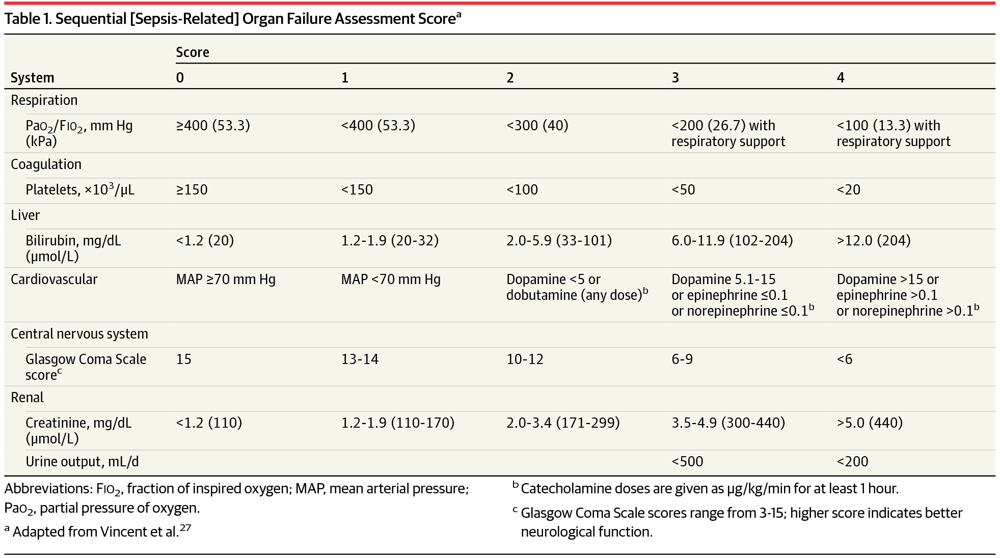 Table 1. Sequential [Sepsis-Related] Organ Failure Assessment Scoreᵃ
Score
System 0 1 2 3 4
Respiration
PaO₂/FIO₂, mm Hg (kPa) ≥400 (53.3) <400 (53.3) <300 (40) <200 (26.7) with respiratory support <100 (13.3) with respiratory support
Coagulation
Platelets, ×10³/µL ≥150 <150 <100 <50 <20
Liver
Bilirubin, mg/dL (µmol/L) <1.2 (20) 1.2-1.9 (20-32) 2.0-5.9 (33-101) 6.0-11.9 (102-204) >12.0 (204)
Cardiovascular MAP ≥70 mm Hg MAP <70 mm Hg Dopamine <5 or dobutamine (any dose)ᵇ Dopamine 5.1-15 or epinephrine ≤0.1 or norepinephrine ≤0.1ᵇ Dopamine >15 or epinephrine >0.1 or norepinephrine >0.1ᵇ
Central nervous system
Glasgow Coma Scale scoreᶜ 15 13-14 10-12 6-9 <6
Renal
Creatinine, mg/dL (µmol/L) <1.2 (110) 1.2-1.9 (110-170) 2.0-3.4 (171-299) 3.5-4.9 (300-440) >5.0 (440)
Urine output, mL/d <500 <200
Abbreviations: FIO₂, fraction of inspired oxygen; MAP, mean arterial pressure;
PaO₂, partial pressure of oxygen.
ᵃ Adapted from Vincent et al.²⁷
ᵇ Catecholamine doses are given as µg/kg/min for at least 1 hour.
ᶜ Glasgow Coma Scale scores range from 3-15; higher score indicates better
neurological function.